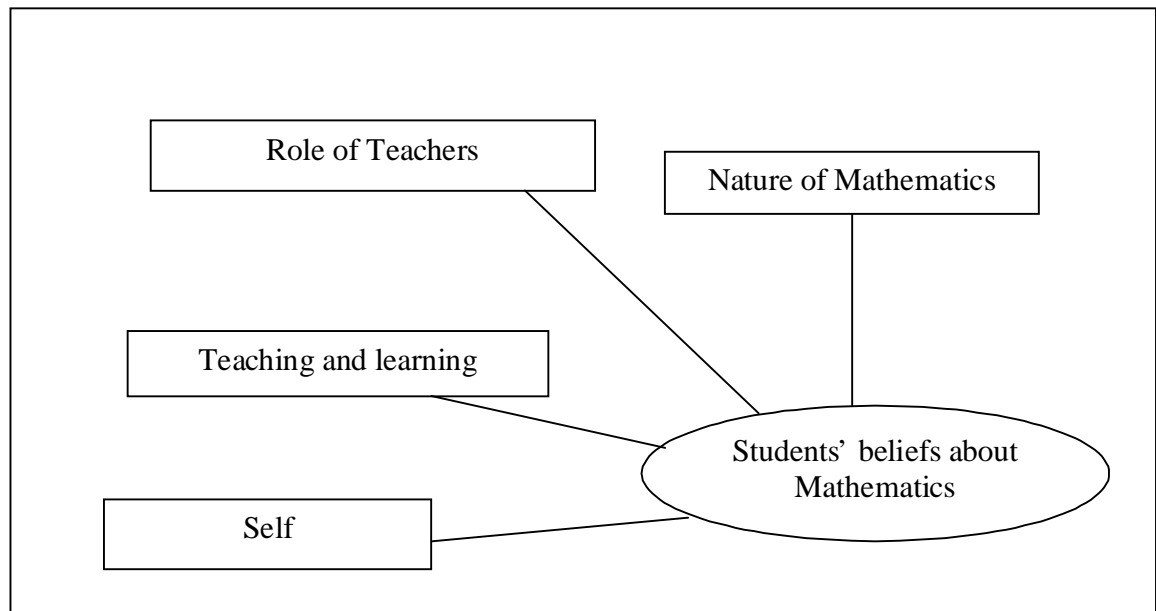 Role of Teachers
Nature of Mathematics
Teaching and learning
Students’ beliefs about
Mathematics
Self